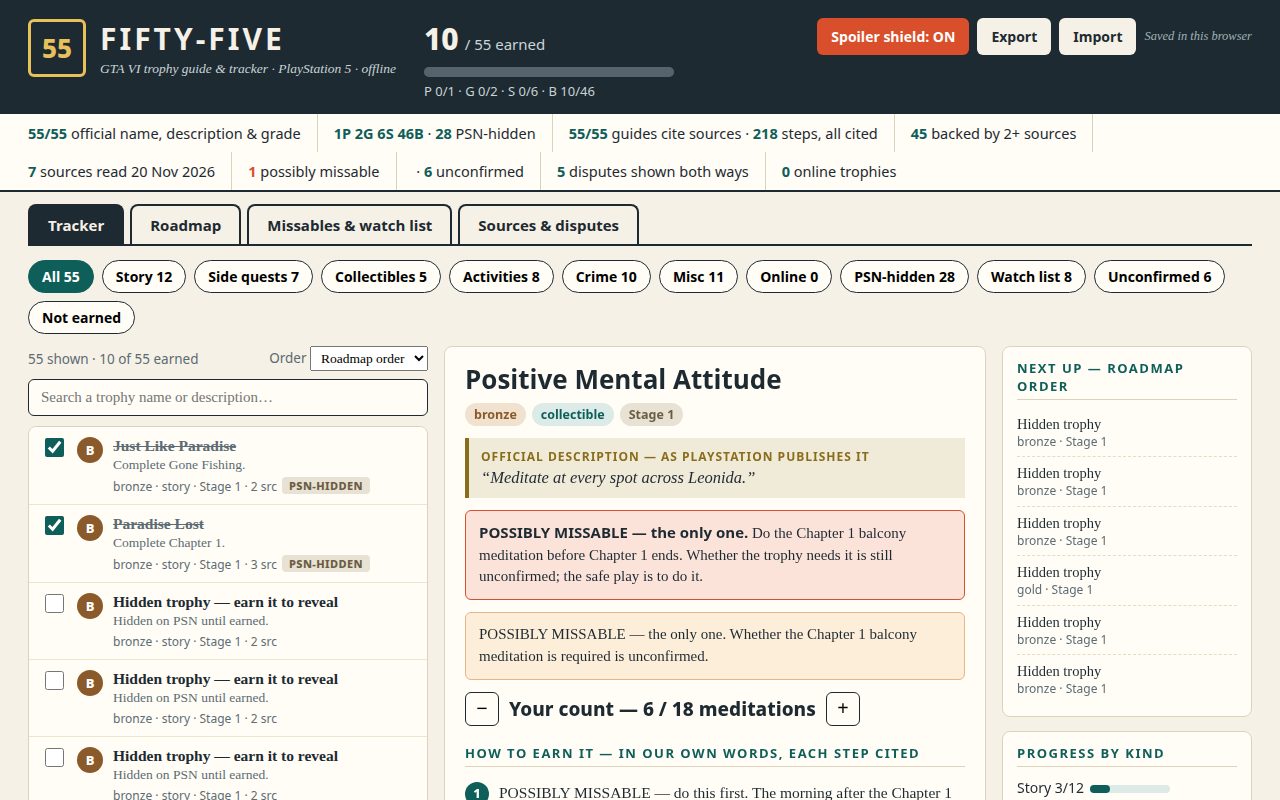 55
FIFTY-FIVE
GTA VI trophy guide & tracker · PlayStation 5 · offline
10 / 55 earned
P 0/1 · G 0/2 · S 0/6 · B 10/46
Spoiler shield: ON
Export
Import
Saved in this browser
55/55 official name, description & grade
1P 2G 6S 46B · 28 PSN-hidden
55/55 guides cite sources · 218 steps, all cited
45 backed by 2+ sources
7 sources read 20 Nov 2026
1 possibly missable
· 6 unconfirmed
5 disputes shown both ways
0 online trophies
Tracker
Roadmap
Missables & watch list
Sources & disputes
All 55
Story 12
Side quests 7
Collectibles 5
Activities 8
Crime 10
Misc 11
Online 0
PSN-hidden 28
Watch list 8
Unconfirmed 6
Not earned
55 shown · 10 of 55 earned
Order Roadmap order
Search a trophy name or description…
B
Just Like Paradise
Complete Gone Fishing.
bronze · story · Stage 1 · 2 src PSN-HIDDEN
B
Paradise Lost
Complete Chapter 1.
bronze · story · Stage 1 · 3 src PSN-HIDDEN
B
Hidden trophy — earn it to reveal
Hidden on PSN until earned.
bronze · story · Stage 1 · 2 src
B
Hidden trophy — earn it to reveal
Hidden on PSN until earned.
bronze · story · Stage 1 · 2 src
B
Hidden trophy — earn it to reveal
Hidden on PSN until earned.
bronze · story · Stage 1 · 2 src
Positive Mental Attitude
bronze
collectible
Stage 1
OFFICIAL DESCRIPTION — AS PLAYSTATION PUBLISHES IT
“Meditate at every spot across Leonida.”
POSSIBLY MISSABLE — the only one. Do the Chapter 1 balcony
meditation before Chapter 1 ends. Whether the trophy needs it is still
unconfirmed; the safe play is to do it.
POSSIBLY MISSABLE — the only one. Whether the Chapter 1 balcony
meditation is required is unconfirmed.
− Your count — 6 / 18 meditations +
HOW TO EARN IT — IN OUR OWN WORDS, EACH STEP CITED
1 POSSIBLY MISSABLE — do this first. The morning after the Chapter 1
NEXT UP — ROADMAP
ORDER
Hidden trophy
bronze · Stage 1
Hidden trophy
bronze · Stage 1
Hidden trophy
bronze · Stage 1
Hidden trophy
gold · Stage 1
Hidden trophy
bronze · Stage 1
Hidden trophy
bronze · Stage 1
PROGRESS BY KIND
Story 3/12